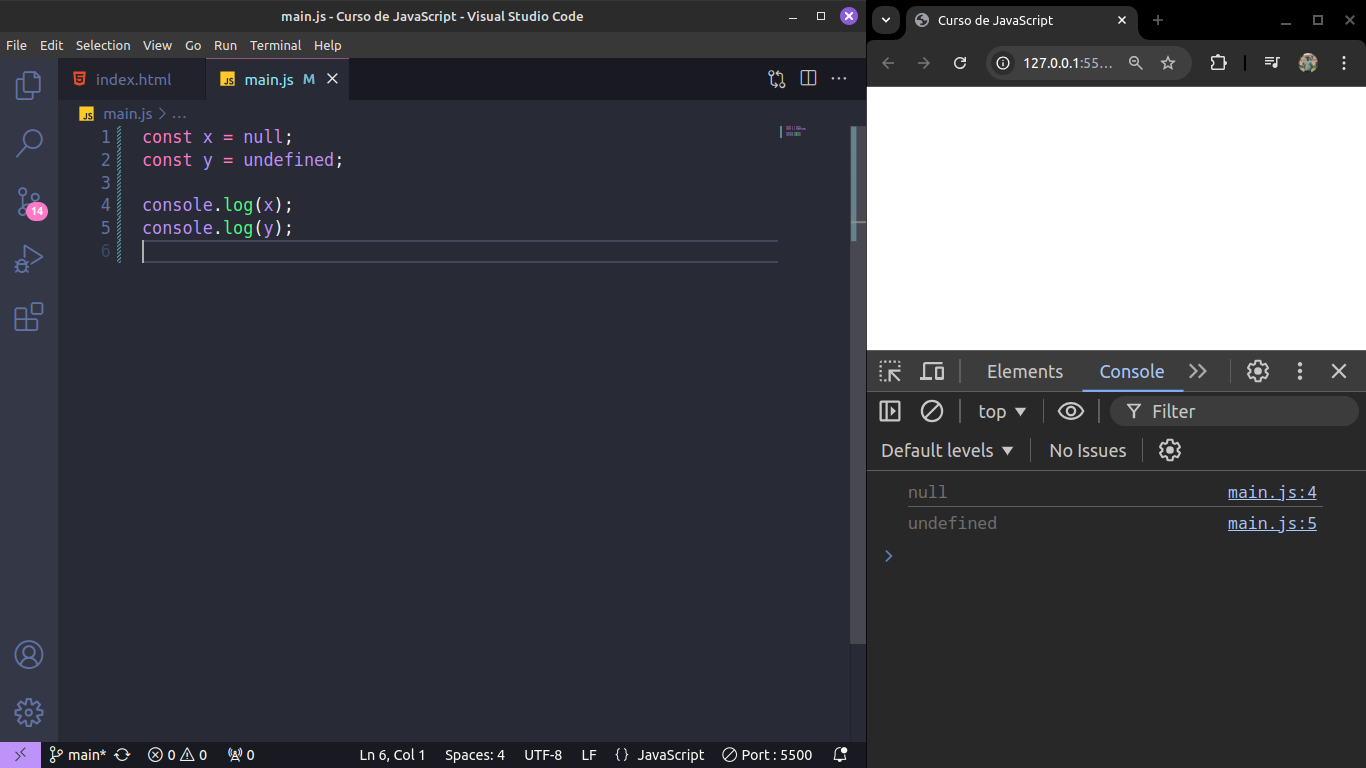 main.js - Curso de JavaScript - Visual Studio Code
File Edit Selection View Go Run Terminal Help
index.html
JS main.js M
JS main.js > ...
1 const x = null;
2 const y = undefined;
3
4 console.log(x);
5 console.log(y);
6
14
main* 0 0 0 Ln 6, Col 1 Spaces: 4 UTF-8 LF {} JavaScript Port : 5500
Curso de JavaScript
127.0.0.1:55...
Elements Console
top Filter
Default levels No Issues
null main.js:4
undefined main.js:5